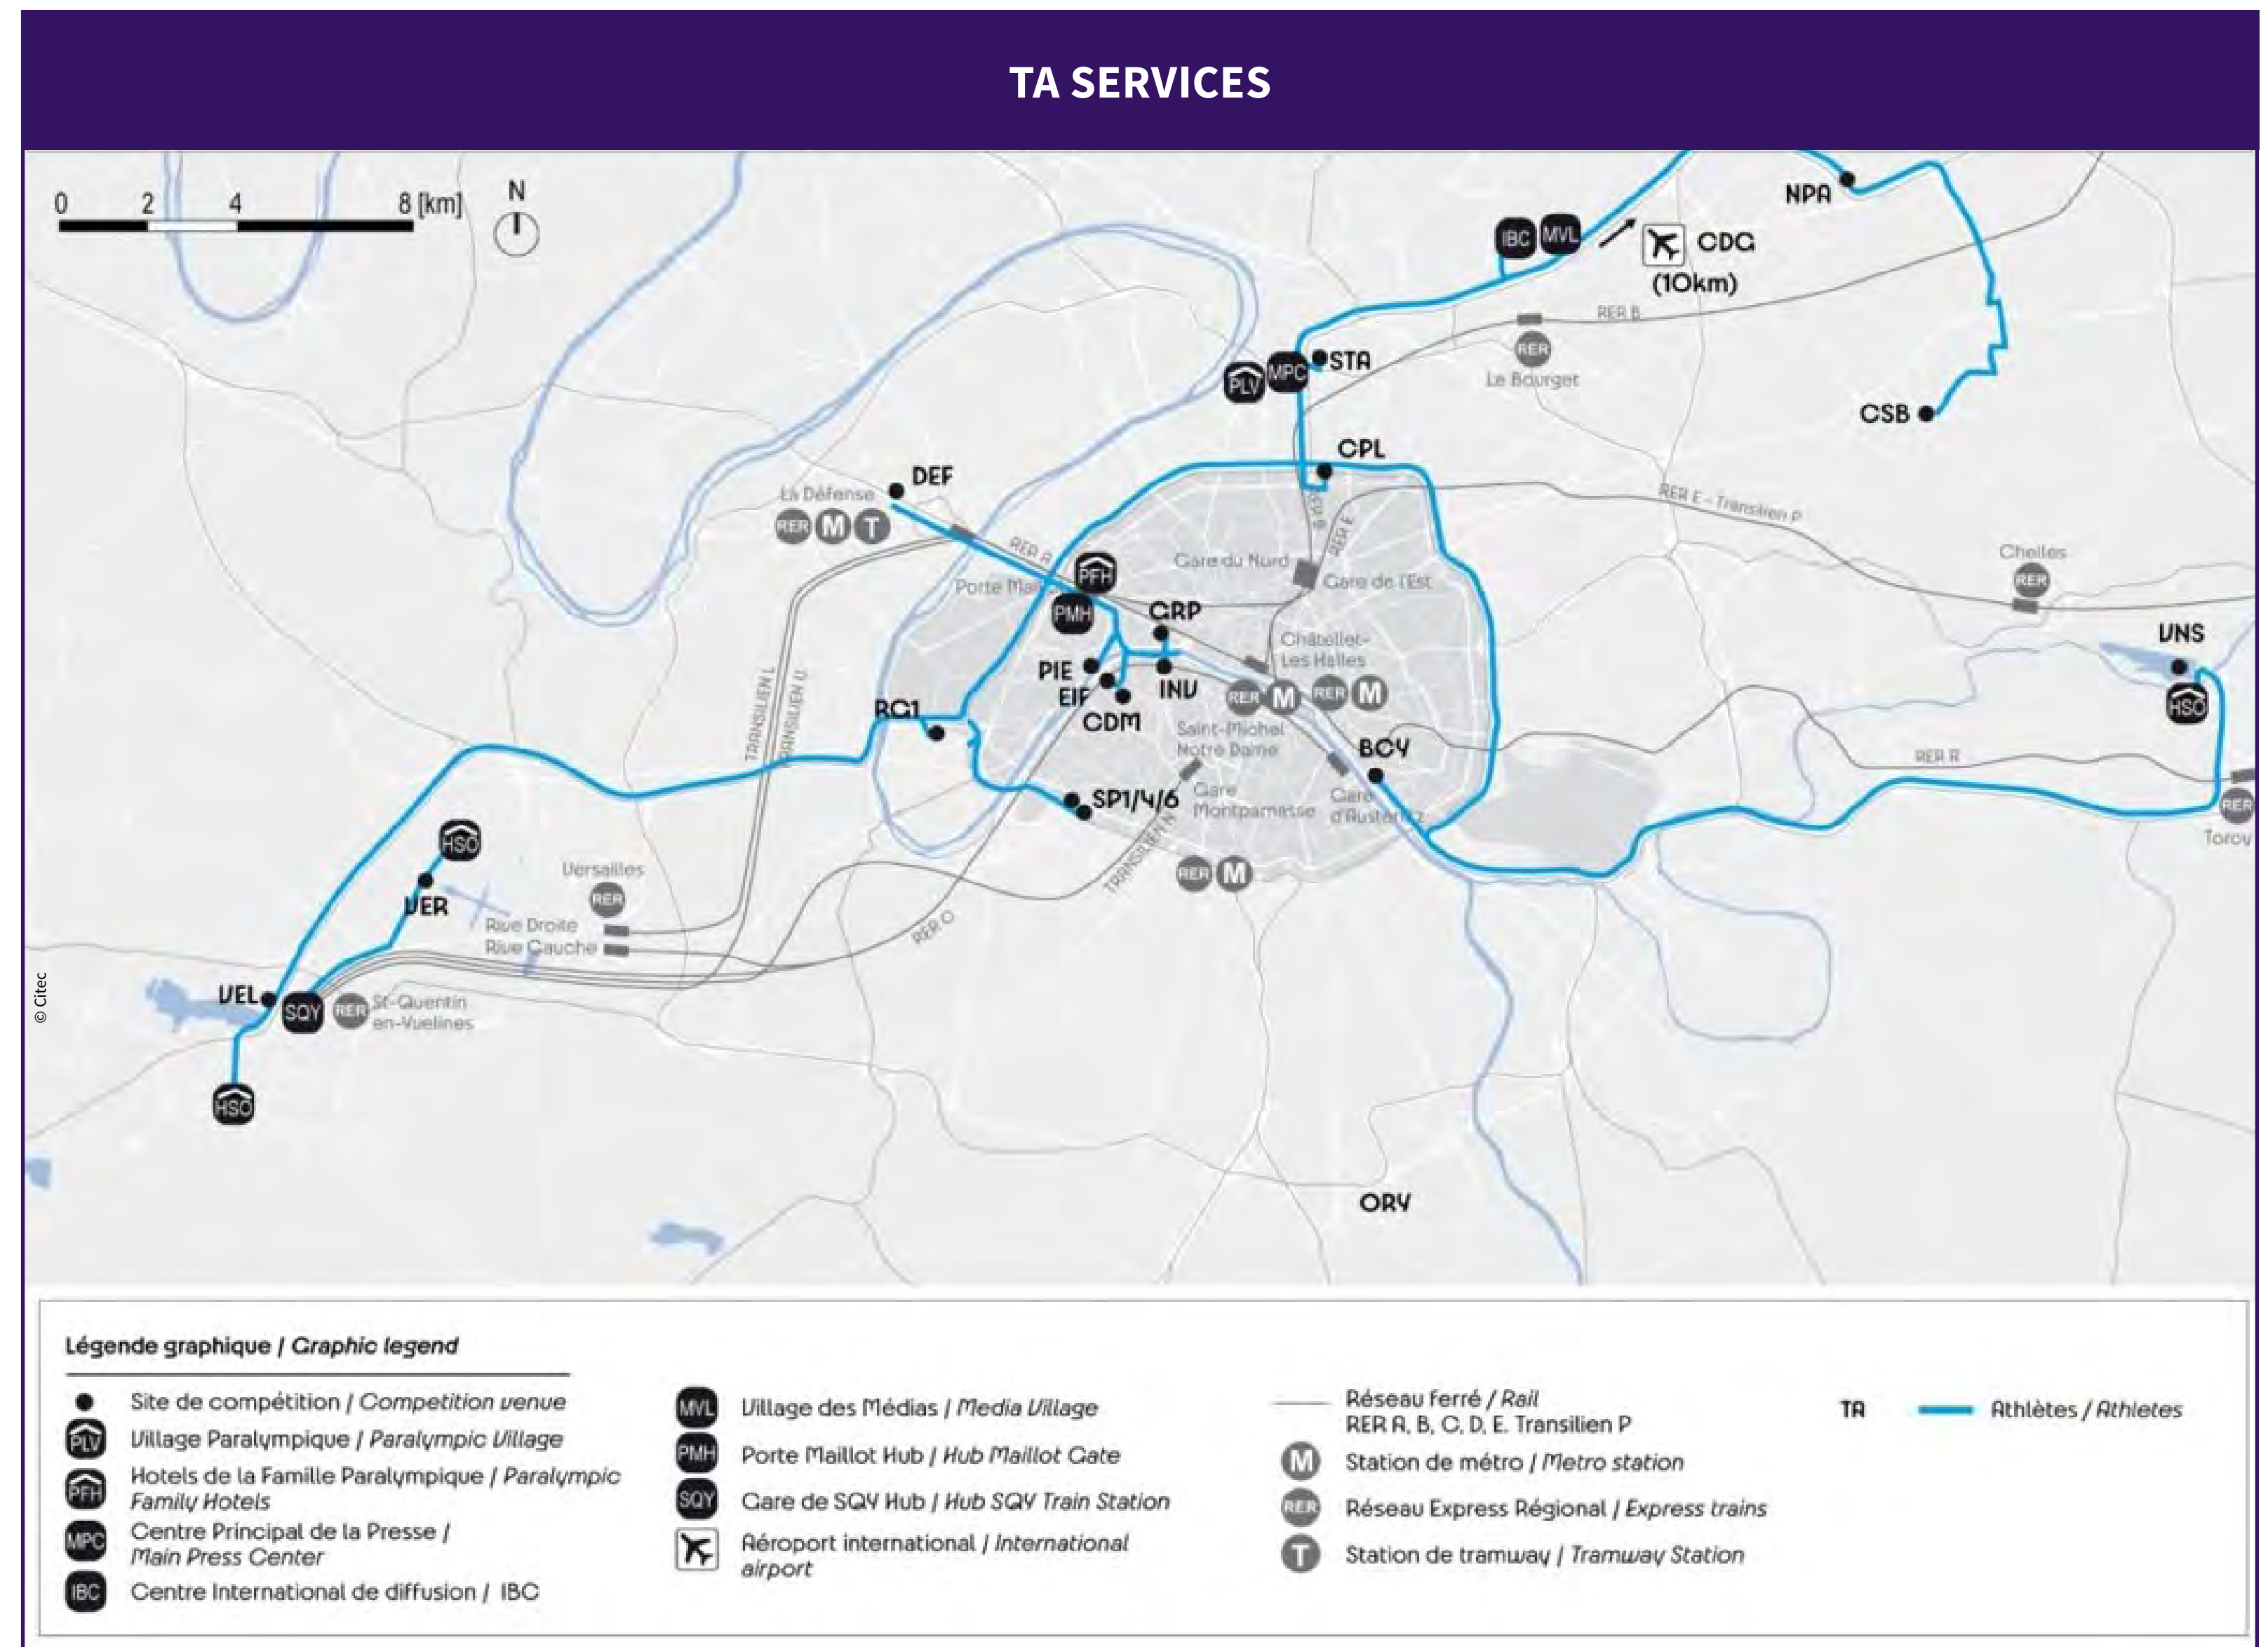 TA SERVICES
0 2 4 8 [km]
N
NPA
IBC MVL
CDG
(10km)
RER B
RER
Le Bourget
PLV MPC STA
CSB
CPL
DEF
La Défense
RER M T
RER A
RER B
RER E
RER E - Transilien P
Gare du Nord
Gare de l'Est
Chelles
RER
Porte Mai
PFH
PMH
GRP
Châtellet-
Les Halles
PIE
EIF
CDM
INV
RER M RER M
VNS
HSO
TRANSILIEN L
TRANSILIEN U
RG1
Saint-Michel
Notre Dame
BCY
RER A
SP1/4/6
Gare
Montparnasse
Gare
d'Austerlitz
RER
Torcy
HSO
VER
Versailles
RER
Rive Droite
Rive Gauche
TRANSILIEN N
RER M
RER C
VEL
SQY RER
St-Quentin
en-Yvelines
© Citec
HSO
ORY
Légende graphique / Graphic legend
Site de compétition / Competition venue
PLV Village Paralympique / Paralympic Village
PFH Hotels de la Famille Paralympique / Paralympic
Family Hotels
MPC Centre Principal de la Presse /
Main Press Center
IBC Centre International de diffusion / IBC
MVL Village des Médias / Media Village
PMH Porte Maillot Hub / Hub Maillot Gate
SQY Gare de SQY Hub / Hub SQY Train Station
Aéroport international / International
airport
Réseau ferré / Rail
RER A, B, C, D, E. Transilien P
M Station de métro / Metro station
RER Réseau Express Régional / Express trains
T Station de tramway / Tramway Station
TA Athlètes / Athletes